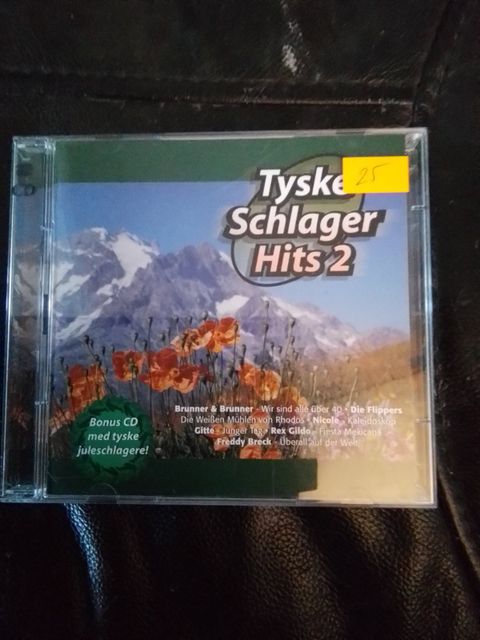 Tyske
25
Schlager
Hits 2
Brunner & Brunner - Wir sind alle über 40 • Die Flippers
Die Weißen Mühlen von Rhodos • Nicole - Kaleidoskop
Gitte - Junger Tag • Rex Gildo - Fiesta Mexicana
Freddy Breck - Überall auf der Welt
Bonus CD
med tyske
juleschlagere!